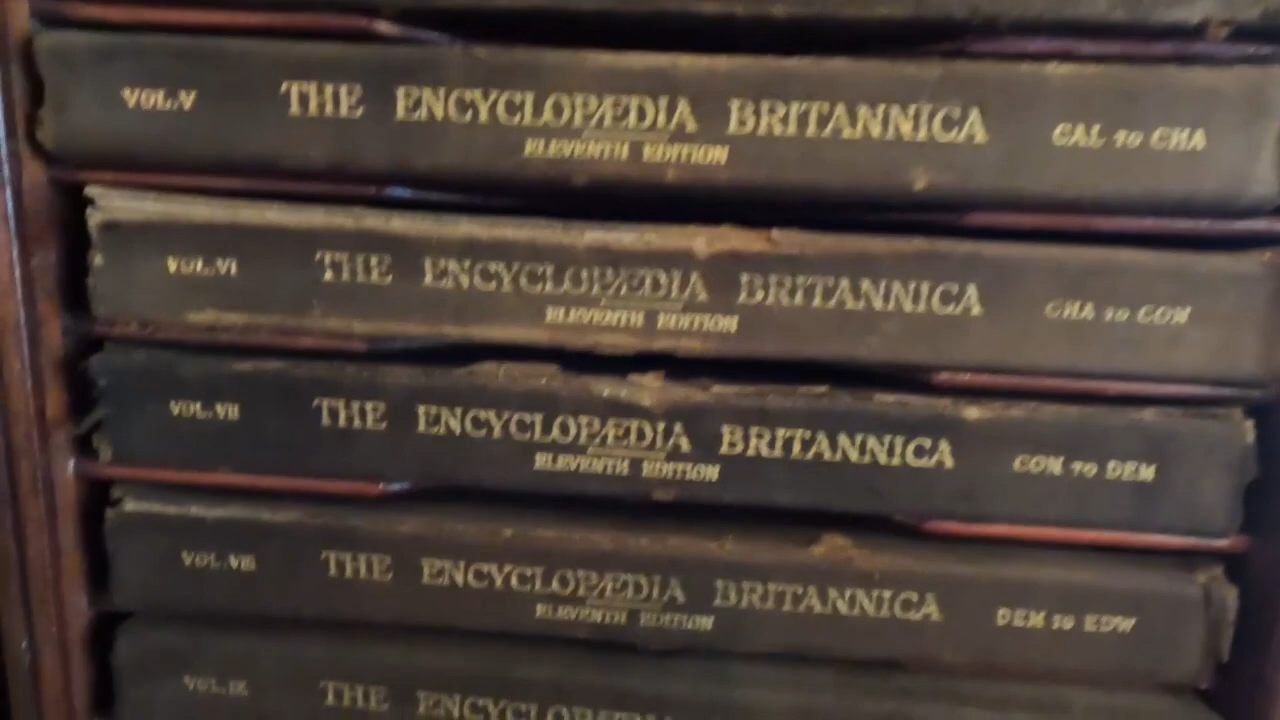 VOL. V THE ENCYCLOPÆDIA BRITANNICA CAL TO CHA
ELEVENTH EDITION
VOL. VI THE ENCYCLOPÆDIA BRITANNICA CHA TO CON
ELEVENTH EDITION
VOL. VII THE ENCYCLOPÆDIA BRITANNICA CON TO DEM
ELEVENTH EDITION
VOL. VIII THE ENCYCLOPÆDIA BRITANNICA DEM TO EDW
ELEVENTH EDITION
VOL. IX THE ENCYCLOPÆDIA